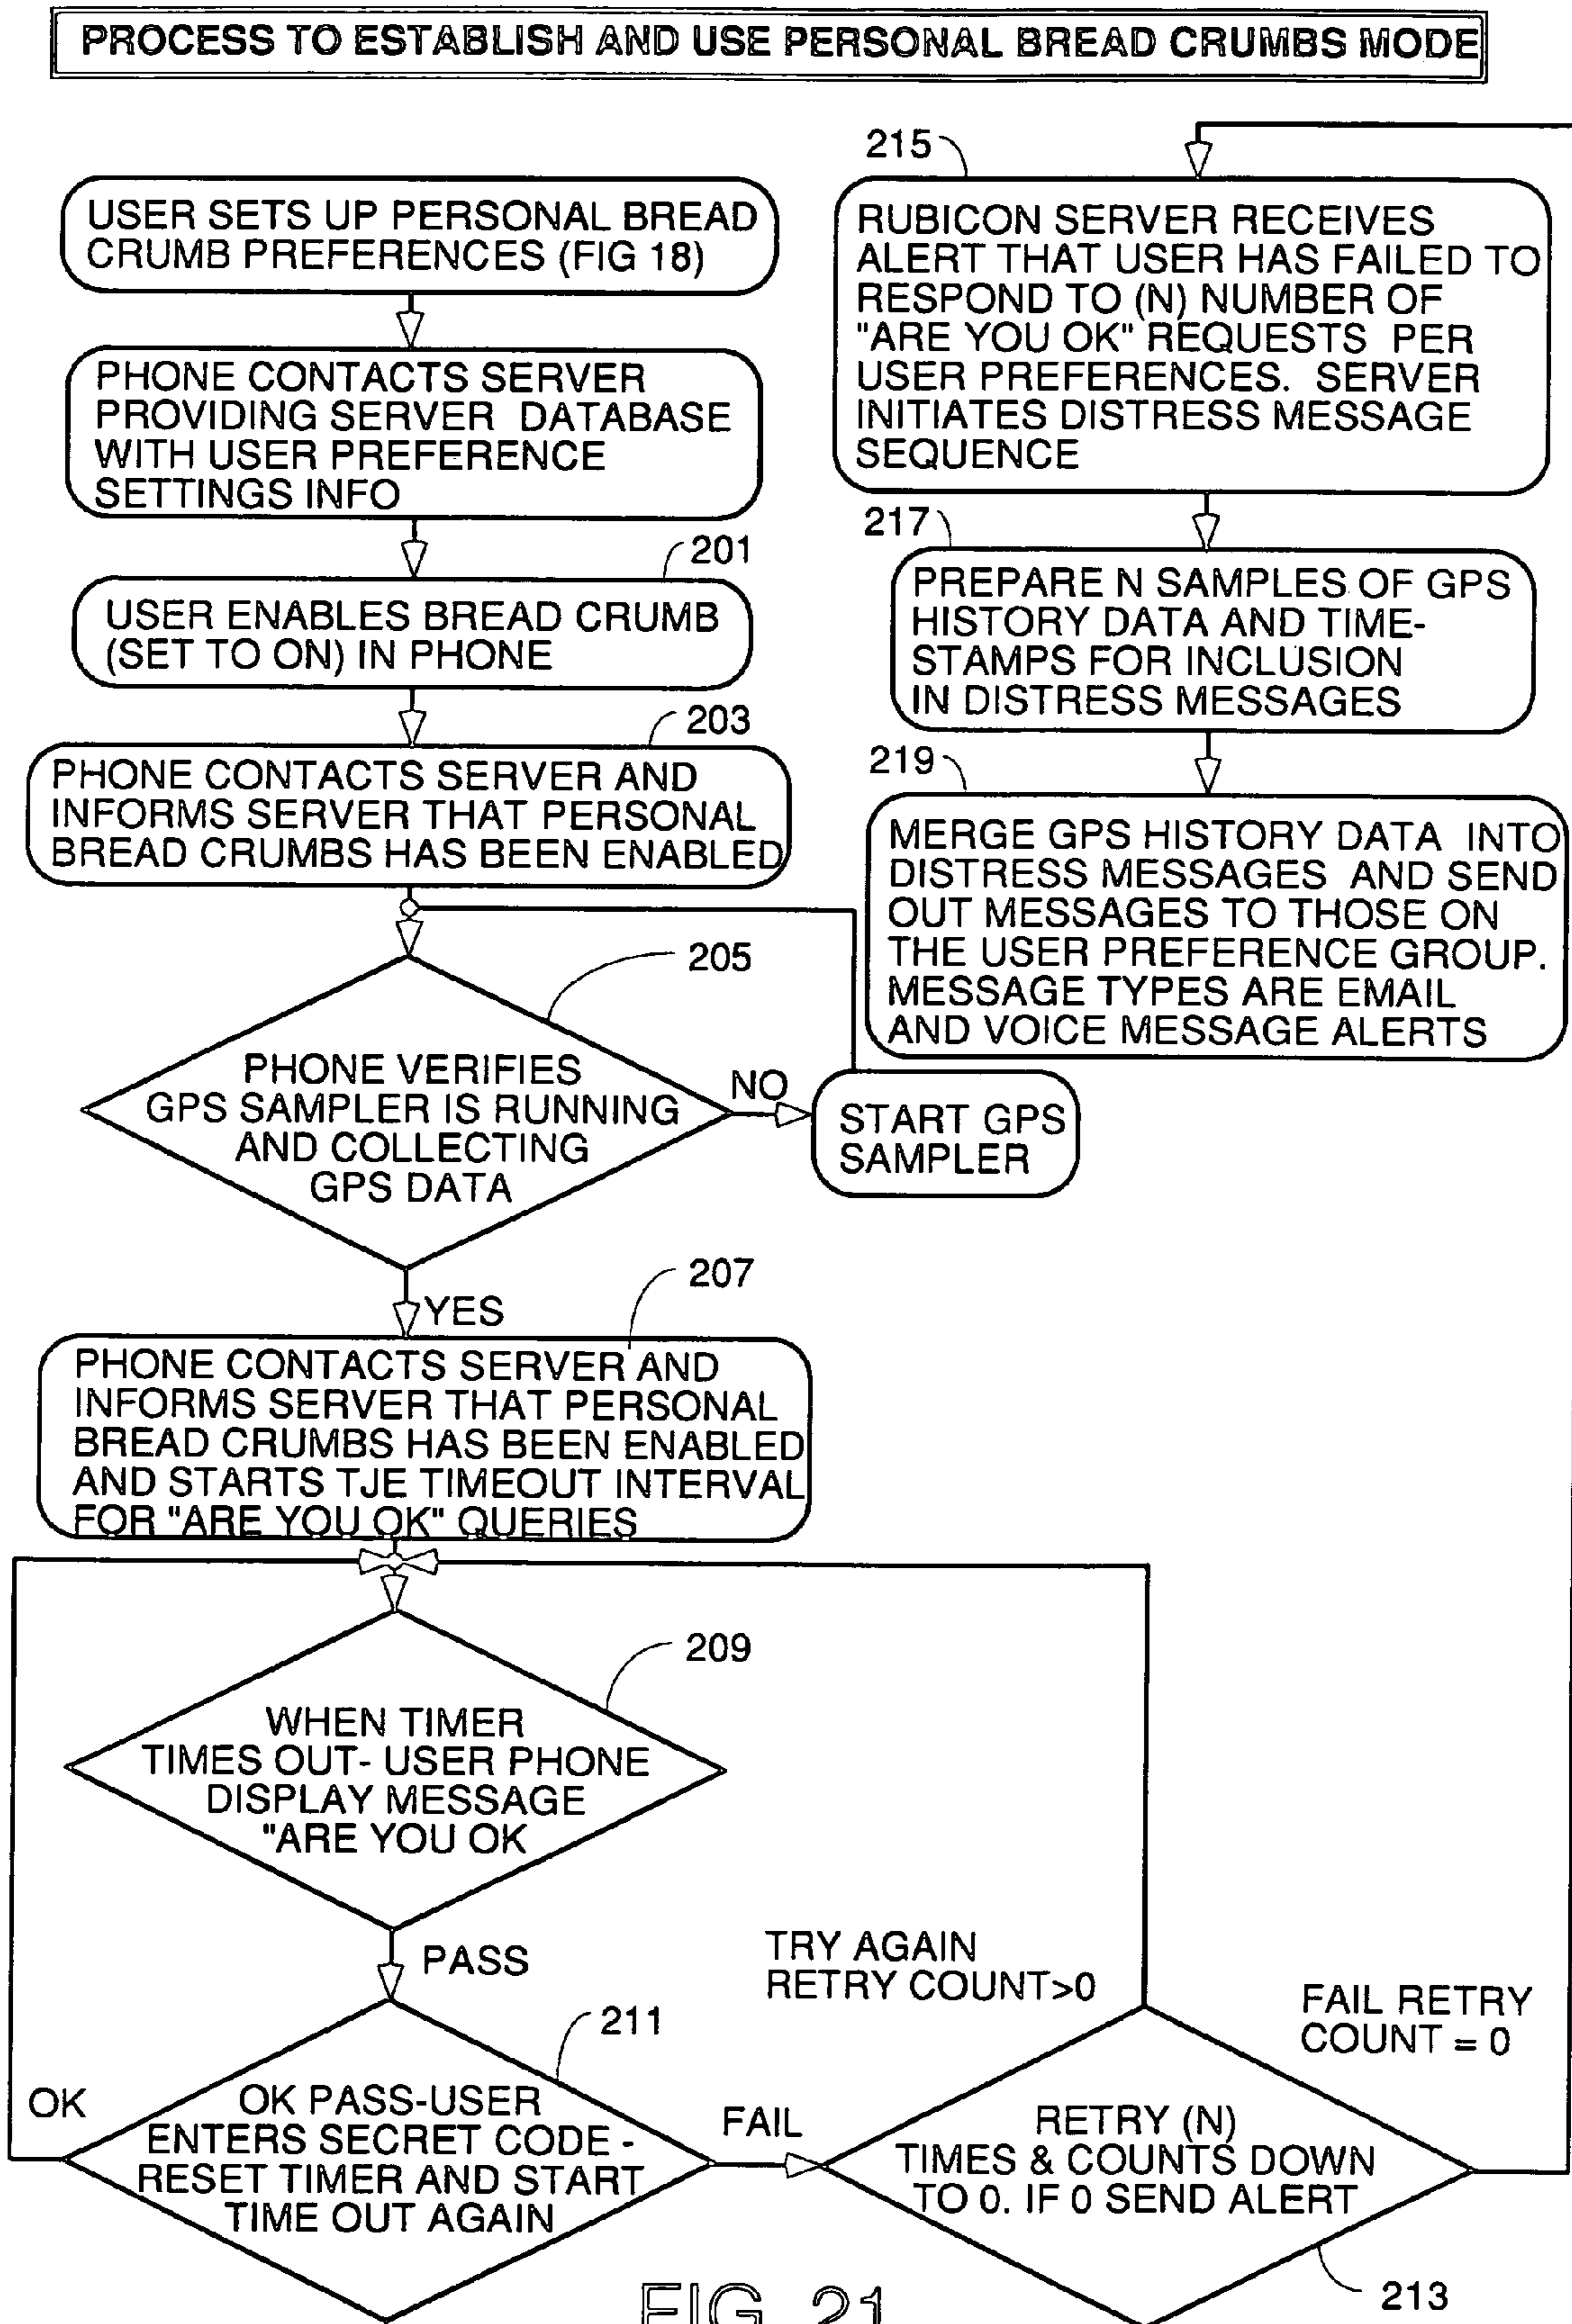 PROCESS TO ESTABLISH AND USE PERSONAL BREAD CRUMBS MODE
USER SETS UP PERSONAL BREAD
CRUMB PREFERENCES (FIG 18)
PHONE CONTACTS SERVER
PROVIDING SERVER DATABASE
WITH USER PREFERENCE
SETTINGS INFO
201
USER ENABLES BREAD CRUMB
(SET TO ON) IN PHONE
203
PHONE CONTACTS SERVER AND
INFORMS SERVER THAT PERSONAL
BREAD CRUMBS HAS BEEN ENABLED
205
PHONE VERIFIES
GPS SAMPLER IS RUNNING
AND COLLECTING
GPS DATA
NO
START GPS
SAMPLER
YES
207
PHONE CONTACTS SERVER AND
INFORMS SERVER THAT PERSONAL
BREAD CRUMBS HAS BEEN ENABLED
AND STARTS TJE TIMEOUT INTERVAL
FOR "ARE YOU OK" QUERIES
209
WHEN TIMER
TIMES OUT- USER PHONE
DISPLAY MESSAGE
"ARE YOU OK
PASS
211
OK
OK PASS-USER
ENTERS SECRET CODE -
RESET TIMER AND START
TIME OUT AGAIN
FAIL
TRY AGAIN
RETRY COUNT>0
RETRY (N)
TIMES & COUNTS DOWN
TO 0. IF 0 SEND ALERT
213
FAIL RETRY
COUNT = 0
215
RUBICON SERVER RECEIVES
ALERT THAT USER HAS FAILED TO
RESPOND TO (N) NUMBER OF
"ARE YOU OK" REQUESTS PER
USER PREFERENCES. SERVER
INITIATES DISTRESS MESSAGE
SEQUENCE
217
PREPARE N SAMPLES OF GPS
HISTORY DATA AND TIME-
STAMPS FOR INCLUSION
IN DISTRESS MESSAGES
219
MERGE GPS HISTORY DATA INTO
DISTRESS MESSAGES AND SEND
OUT MESSAGES TO THOSE ON
THE USER PREFERENCE GROUP.
MESSAGE TYPES ARE EMAIL
AND VOICE MESSAGE ALERTS
FIG. 21